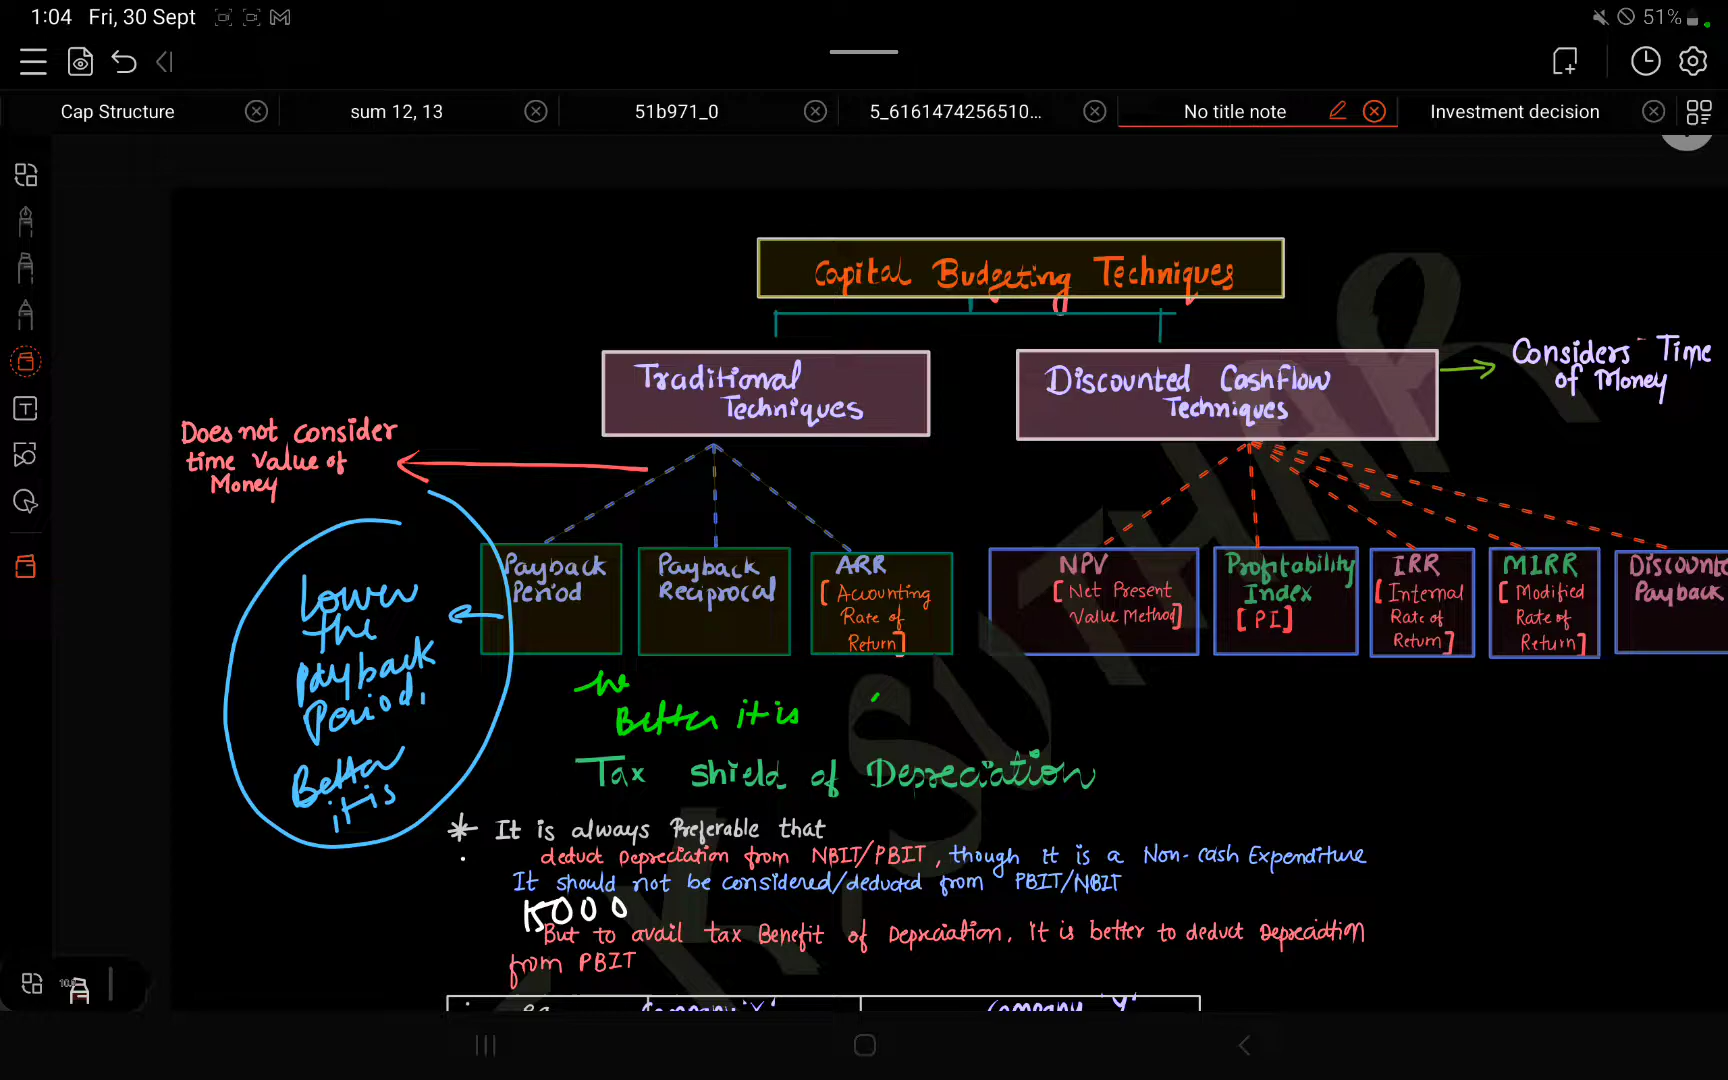 1:04 Fri, 30 Sept
51%
Cap Structure
sum 12, 13
51b971_0
5_6161474256510...
No title note
Investment decision
Capital Budgeting Techniques
Traditional
Techniques
Discounted Cashflow
Techniques
Considers Time
of Money
Does not consider
time Value of
Money
Payback
Period
Payback
Reciprocal
ARR
[Accounting
Rate of
Return]
NPV
[Net Present
Value Method]
Profitability
Index
[PI]
IRR
[Internal
Rate of
Return]
MIRR
[Modified
Rate of
Return]
Discounte
Payback
Lower
the
Payback
Period.
Better
it is
he
Better it is
Tax Shield of Depreciation
* It is always Preferable that
deduct Depreciation from NBIT/PBIT, though it is a Non-cash Expenditure
It should not be considered/deducted from PBIT/NBIT
15000
But to avail tax Benefit of Depreciation. It is better to deduct Depreciation
from PBIT
eg Company 'X' Company 'Y'